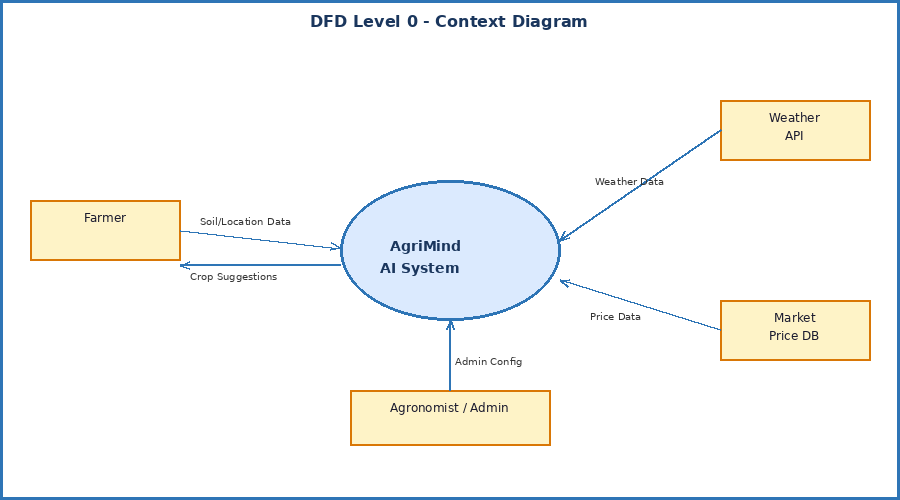 DFD Level 0 - Context Diagram
Weather
API
Weather Data
Farmer
Soil/Location Data
Crop Suggestions
AgriMind
AI System
Price Data
Market
Price DB
Admin Config
Agronomist / Admin